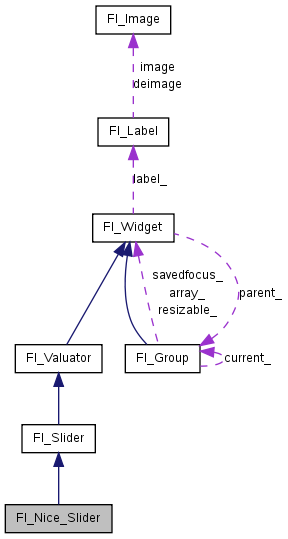 Fl_Image
image
deimage
Fl_Label
label_
Fl_Widget
savedfocus_
array_
resizable_
parent_
Fl_Valuator
Fl_Group
current_
Fl_Slider
Fl_Nice_Slider